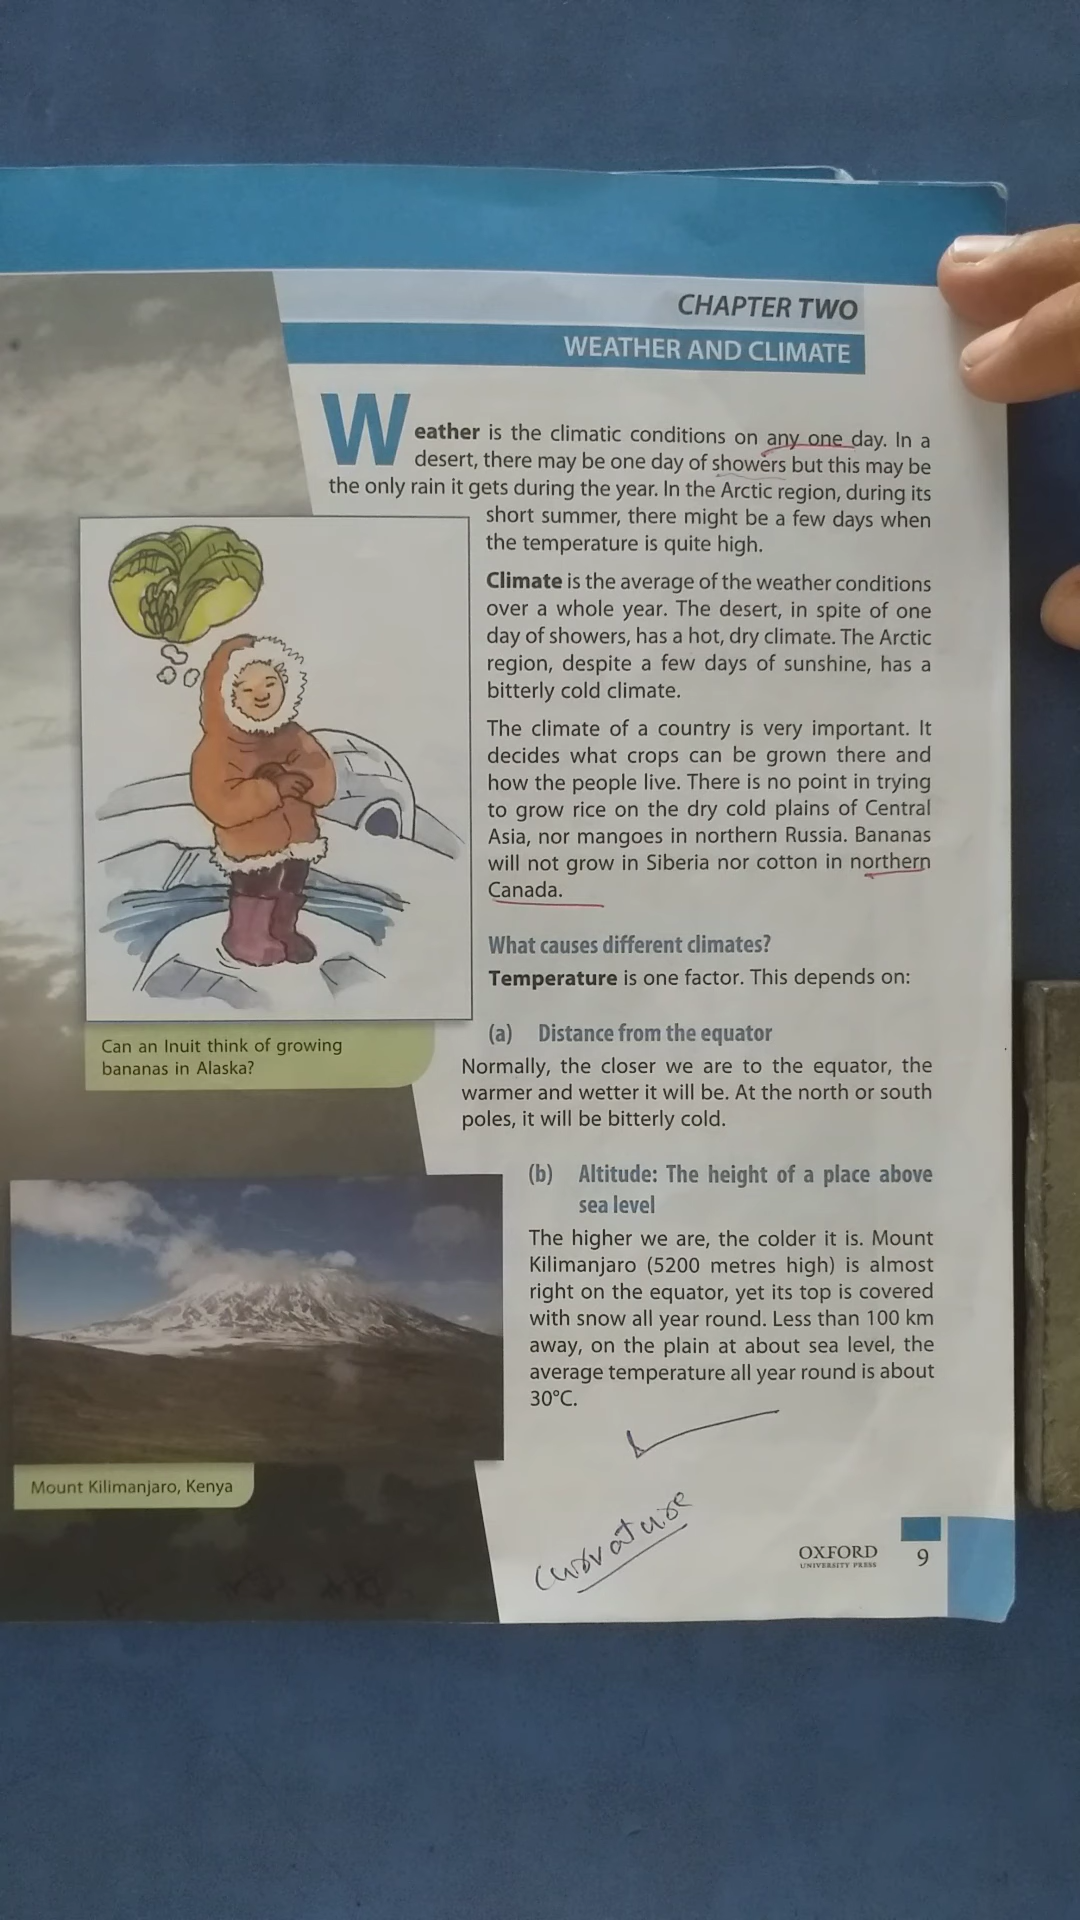 CHAPTER TWO
WEATHER AND CLIMATE
Weather is the climatic conditions on any one day. In a
desert, there may be one day of showers but this may be
the only rain it gets during the year. In the Arctic region, during its
short summer, there might be a few days when
the temperature is quite high.
Climate is the average of the weather conditions
over a whole year. The desert, in spite of one
day of showers, has a hot, dry climate. The Arctic
region, despite a few days of sunshine, has a
bitterly cold climate.
The climate of a country is very important. It
decides what crops can be grown there and
how the people live. There is no point in trying
to grow rice on the dry cold plains of Central
Asia, nor mangoes in northern Russia. Bananas
will not grow in Siberia nor cotton in northern
Canada.
What causes different climates?
Temperature is one factor. This depends on:
Can an Inuit think of growing
bananas in Alaska?
(a) Distance from the equator
Normally, the closer we are to the equator, the
warmer and wetter it will be. At the north or south
poles, it will be bitterly cold.
(b) Altitude: The height of a place above
sea level
The higher we are, the colder it is. Mount
Kilimanjaro (5200 metres high) is almost
right on the equator, yet its top is covered
with snow all year round. Less than 100 km
away, on the plain at about sea level, the
average temperature all year round is about
30°C.
Mount Kilimanjaro, Kenya
curvature
OXFORD
UNIVERSITY PRESS
9